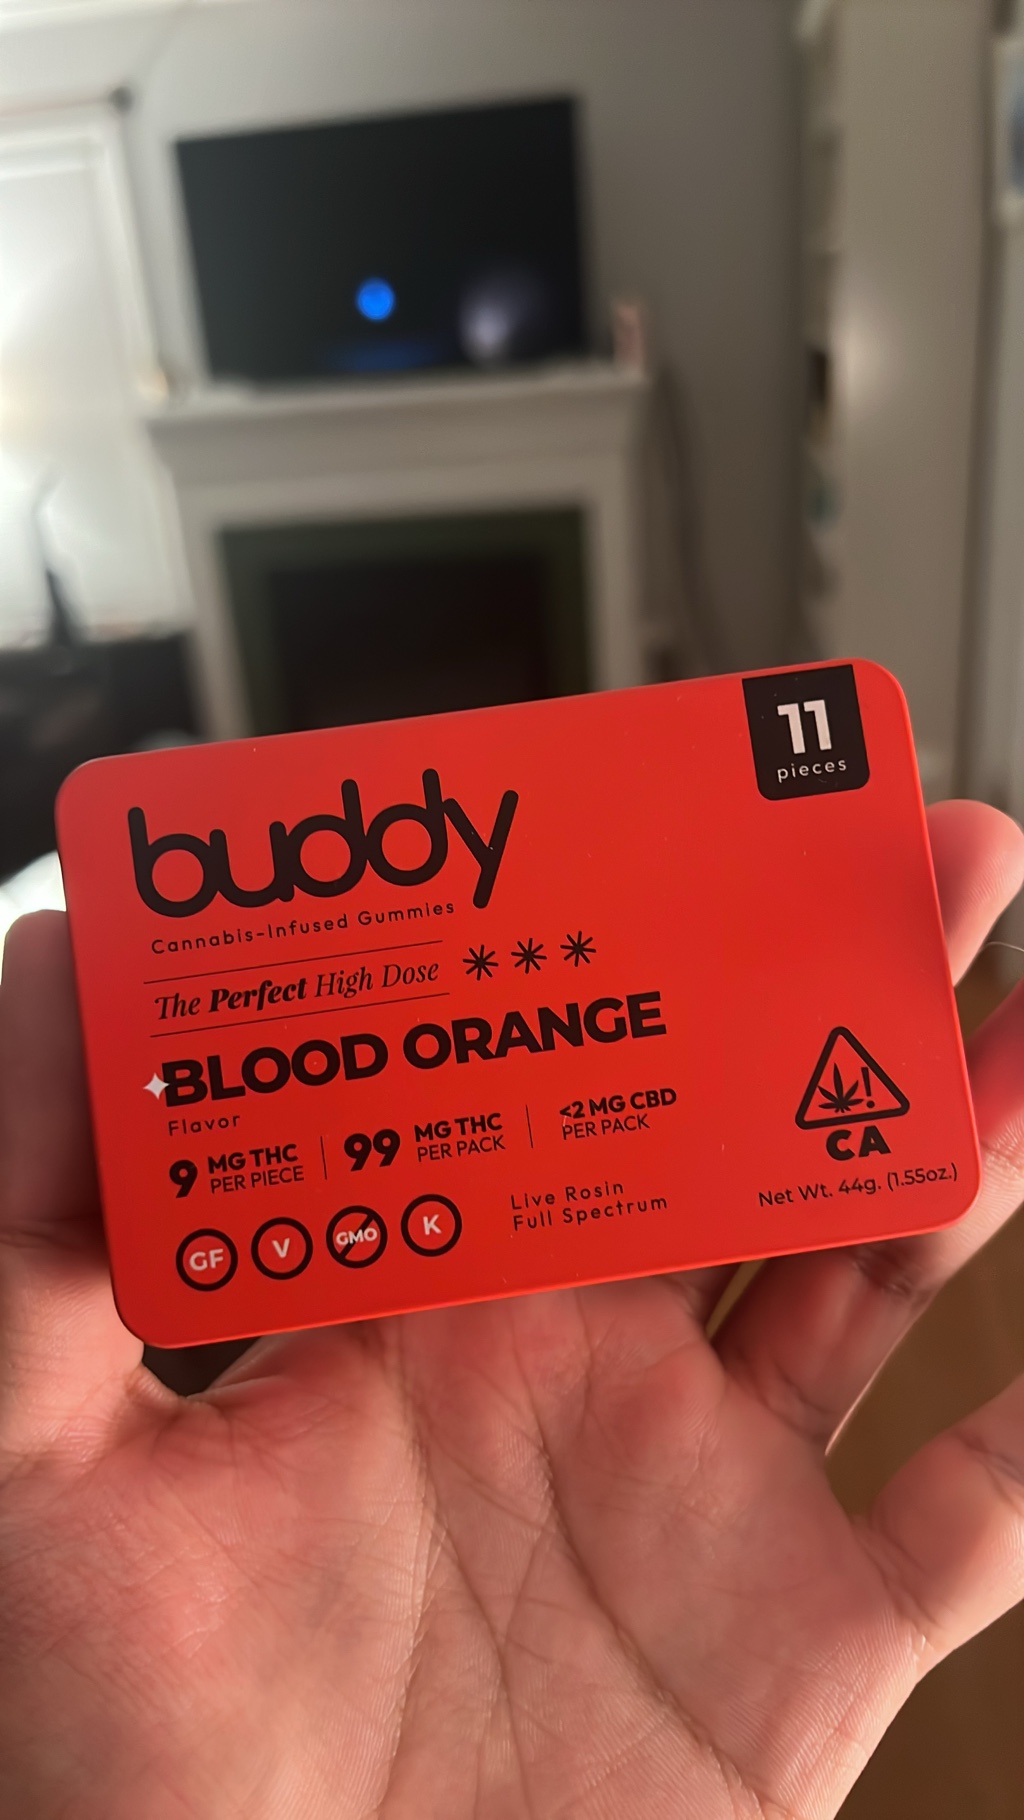 11
pieces
buddy
Cannabis-Infused Gummies
The Perfect High Dose
BLOOD ORANGE
Flavor
9 MG THC PER PIECE
99 MG THC PER PACK
<2 MG CBD PER PACK
GF V GMO K
Live Rosin
Full Spectrum
!
CA
Net Wt. 44g. (1.55oz.)